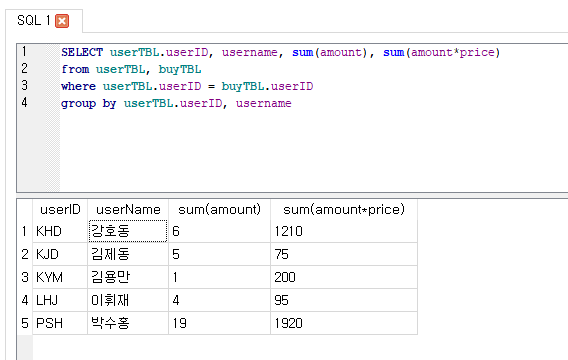 SQL 1
1 SELECT userTBL.userID, username, sum(amount), sum(amount*price)
2 from userTBL, buyTBL
3 where userTBL.userID = buyTBL.userID
4 group by userTBL.userID, username
userID userName sum(amount) sum(amount*price)
1 KHD 강호동 6 1210
2 KJD 김제동 5 75
3 KYM 김용만 1 200
4 LHJ 이휘재 4 95
5 PSH 박수홍 19 1920